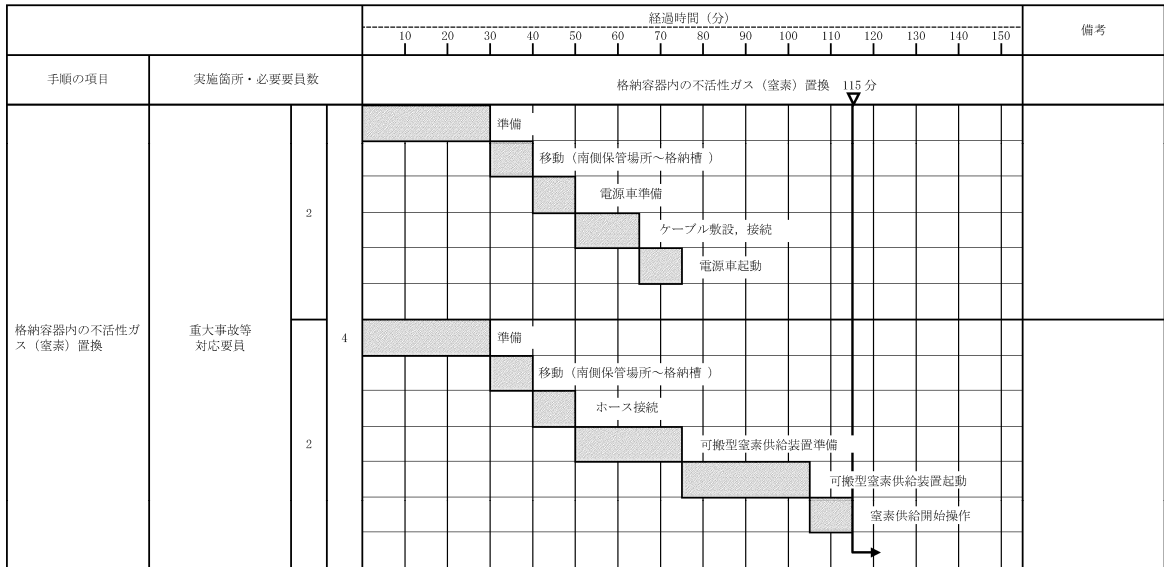 経過時間（分）
備考
10 20 30 40 50 60 70 80 90 100 110 120 130 140 150
手順の項目
実施箇所・必要要員数
格納容器内の不活性ガス（窒素）置換 115 分
準備
移動（南側保管場所～格納槽）
電源車準備
2
ケーブル敷設，接続
電源車起動
格納容器内の不活性ガ
ス（窒素）置換
重大事故等
対応要員
4
準備
移動（南側保管場所～格納槽）
ホース接続
2
可搬型窒素供給装置準備
可搬型窒素供給装置起動
窒素供給開始操作